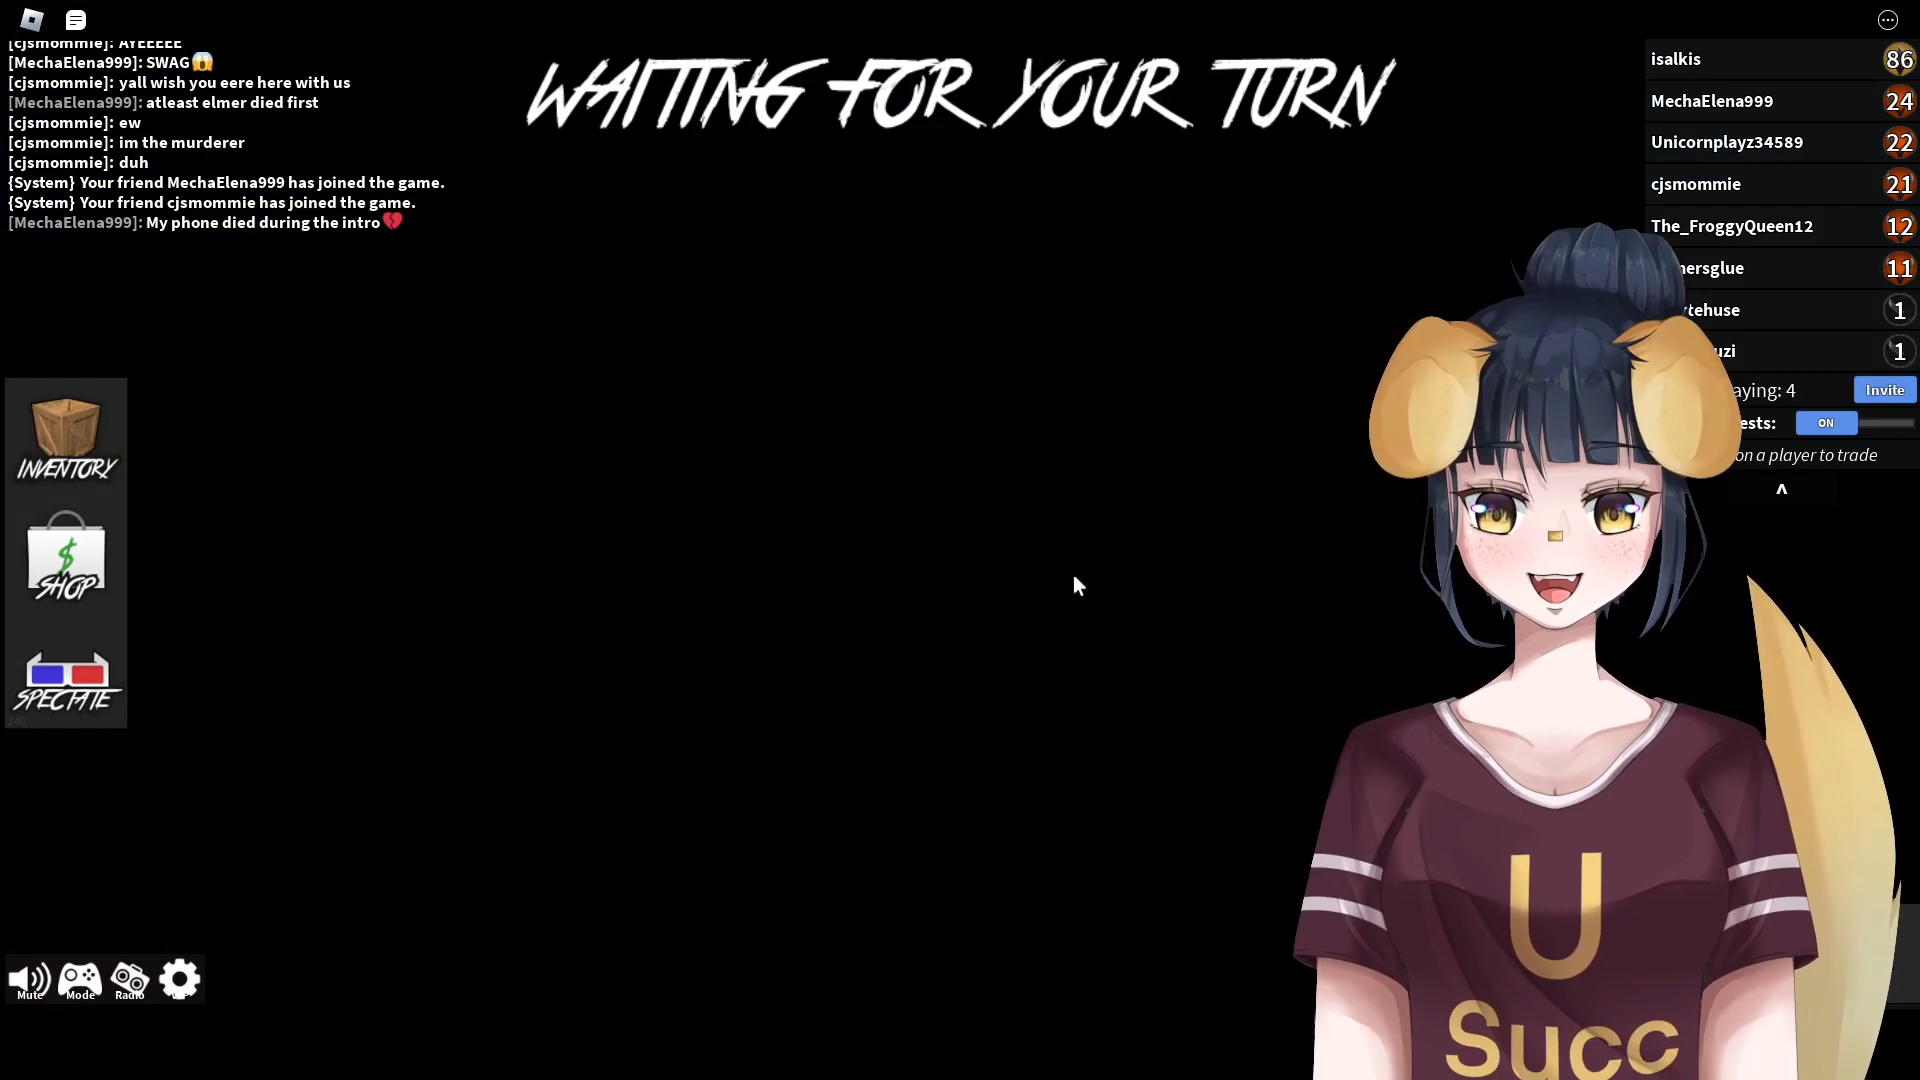 [cjsmommie]: AYEEEEE
[MechaElena999]: SWAG😱
[cjsmommie]: yall wish you eere here with us
[MechaElena999]: atleast elmer died first
[cjsmommie]: ew
[cjsmommie]: im the murderer
[cjsmommie]: duh
{System} Your friend MechaElena999 has joined the game.
{System} Your friend cjsmommie has joined the game.
[MechaElena999]: My phone died during the intro💔
WAITING FOR YOUR TURN
isalkis 86
MechaElena999 24
Unicornplayz34589 22
cjsmommie 21
The_FroggyQueen12 12
ersglue 11
tehuse 1
uzi 1
aying: 4 Invite
ests: ON
on a player to trade
^
INVENTORY
$
SHOP
SPECTATE
240
Mute Mode Radio
U
Succ